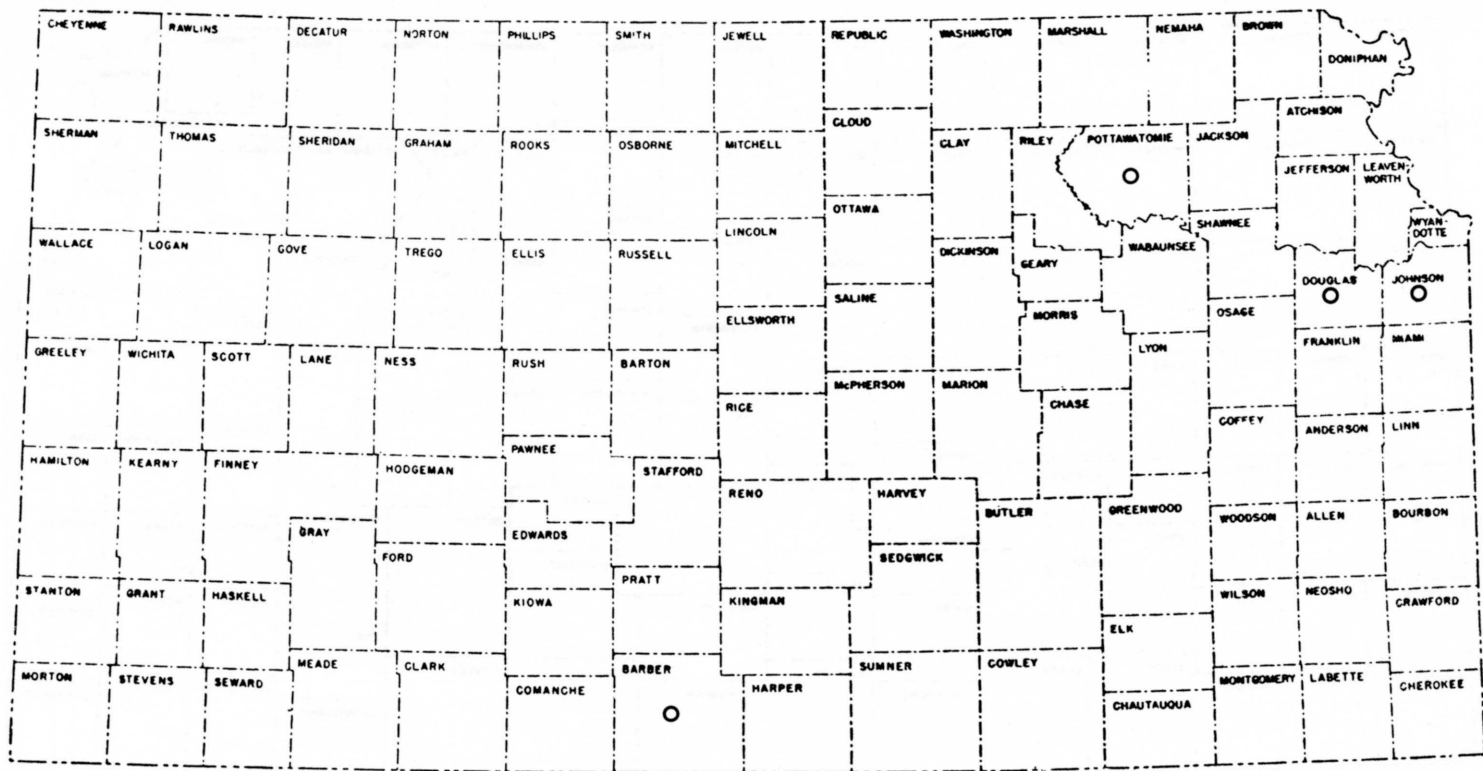 CHEYENNE
RAWLINS
DECATUR
NORTON
PHILLIPS
SMITH
JEWELL
REPUBLIC
WASHINGTON
MARSHALL
NEMAHA
BROWN
DONIPHAN
SHERMAN
THOMAS
SHERIDAN
GRAHAM
ROOKS
OSBORNE
MITCHELL
CLOUD
CLAY
RILEY
POTTAWATOMIE
JACKSON
ATCHISON
JEFFERSON
LEAVEN
WORTH
WYAN
DOTTE
WALLACE
LOGAN
GOVE
TREGO
ELLIS
RUSSELL
LINCOLN
OTTAWA
DICKINSON
GEARY
WABAUNSEE
SHAWNEE
DOUGLAS
JOHNSON
SALINE
ELLSWORTH
MORRIS
OSAGE
GREELEY
WICHITA
SCOTT
LANE
NESS
RUSH
BARTON
RICE
McPHERSON
MARION
CHASE
LYON
FRANKLIN
MIAMI
COFFEY
ANDERSON
LINN
HAMILTON
KEARNY
FINNEY
HODGEMAN
PAWNEE
STAFFORD
RENO
HARVEY
BUTLER
GREENWOOD
WOODSON
ALLEN
BOURBON
GRAY
FORD
EDWARDS
SEDGWICK
STANTON
GRANT
HASKELL
KIOWA
PRATT
KINGMAN
ELK
WILSON
NEOSHO
CRAWFORD
MORTON
STEVENS
SEWARD
MEADE
CLARK
COMANCHE
BARBER
HARPER
SUMNER
COWLEY
CHAUTAUQUA
MONTGOMERY
LABETTE
CHEROKEE